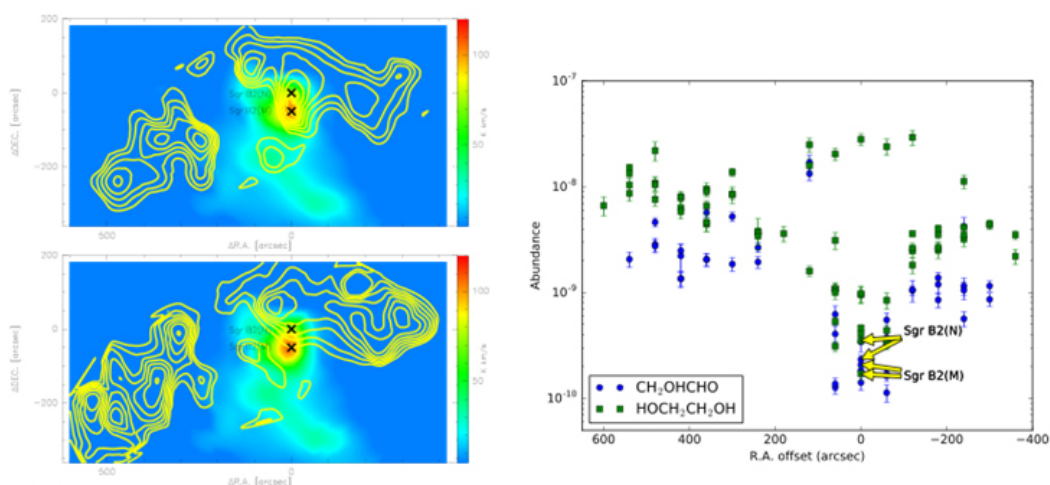 200
0
-200
ΔDEC. [arcsec]
Sgr B2(N)
Sgr B2(M)
500
0
ΔR.A. [arcsec]
100
50
K km/s
200
0
-200
ΔDEC. [arcsec]
Sgr B2(N)
500
0
ΔR.A. [arcsec]
100
50
K km/s
10⁻⁷
10⁻⁸
10⁻⁹
10⁻¹⁰
Abundance
Sgr B2(N)
Sgr B2(M)
CH₂OHCHO
HOCH₂CH₂OH
600 400 200 0 −200 −400
R.A. offset (arcsec)